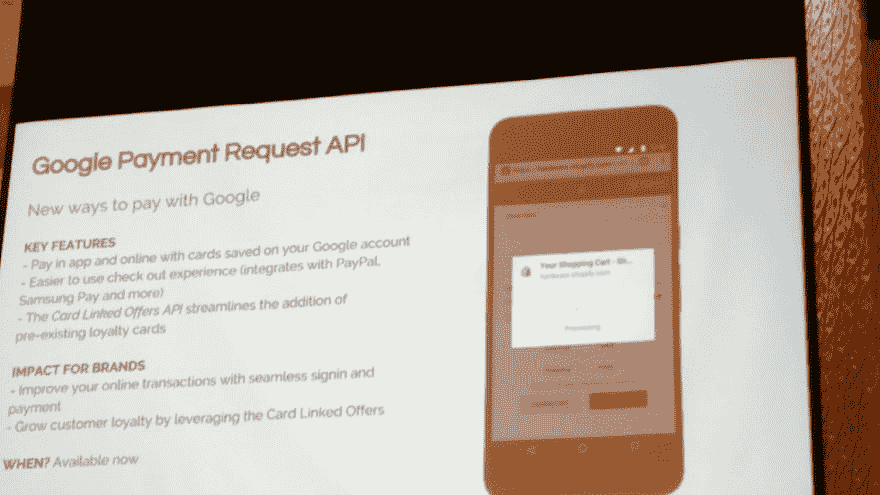 Google Payment Request API
New ways to pay with Google
KEY FEATURES
- Pay in app and online with cards saved on your Google account
- Easier to use check out experience (integrates with PayPal,
Samsung Pay and more)
- The Card Linked Offers API streamlines the addition of
pre-existing loyalty cards
IMPACT FOR BRANDS
- Improve your online transactions with seamless signin and
payment
- Grow customer loyalty by leveraging the Card Linked Offers
WHEN? Available now
Your Shopping Cart - Sh...
hardware.shopify.com
Processing